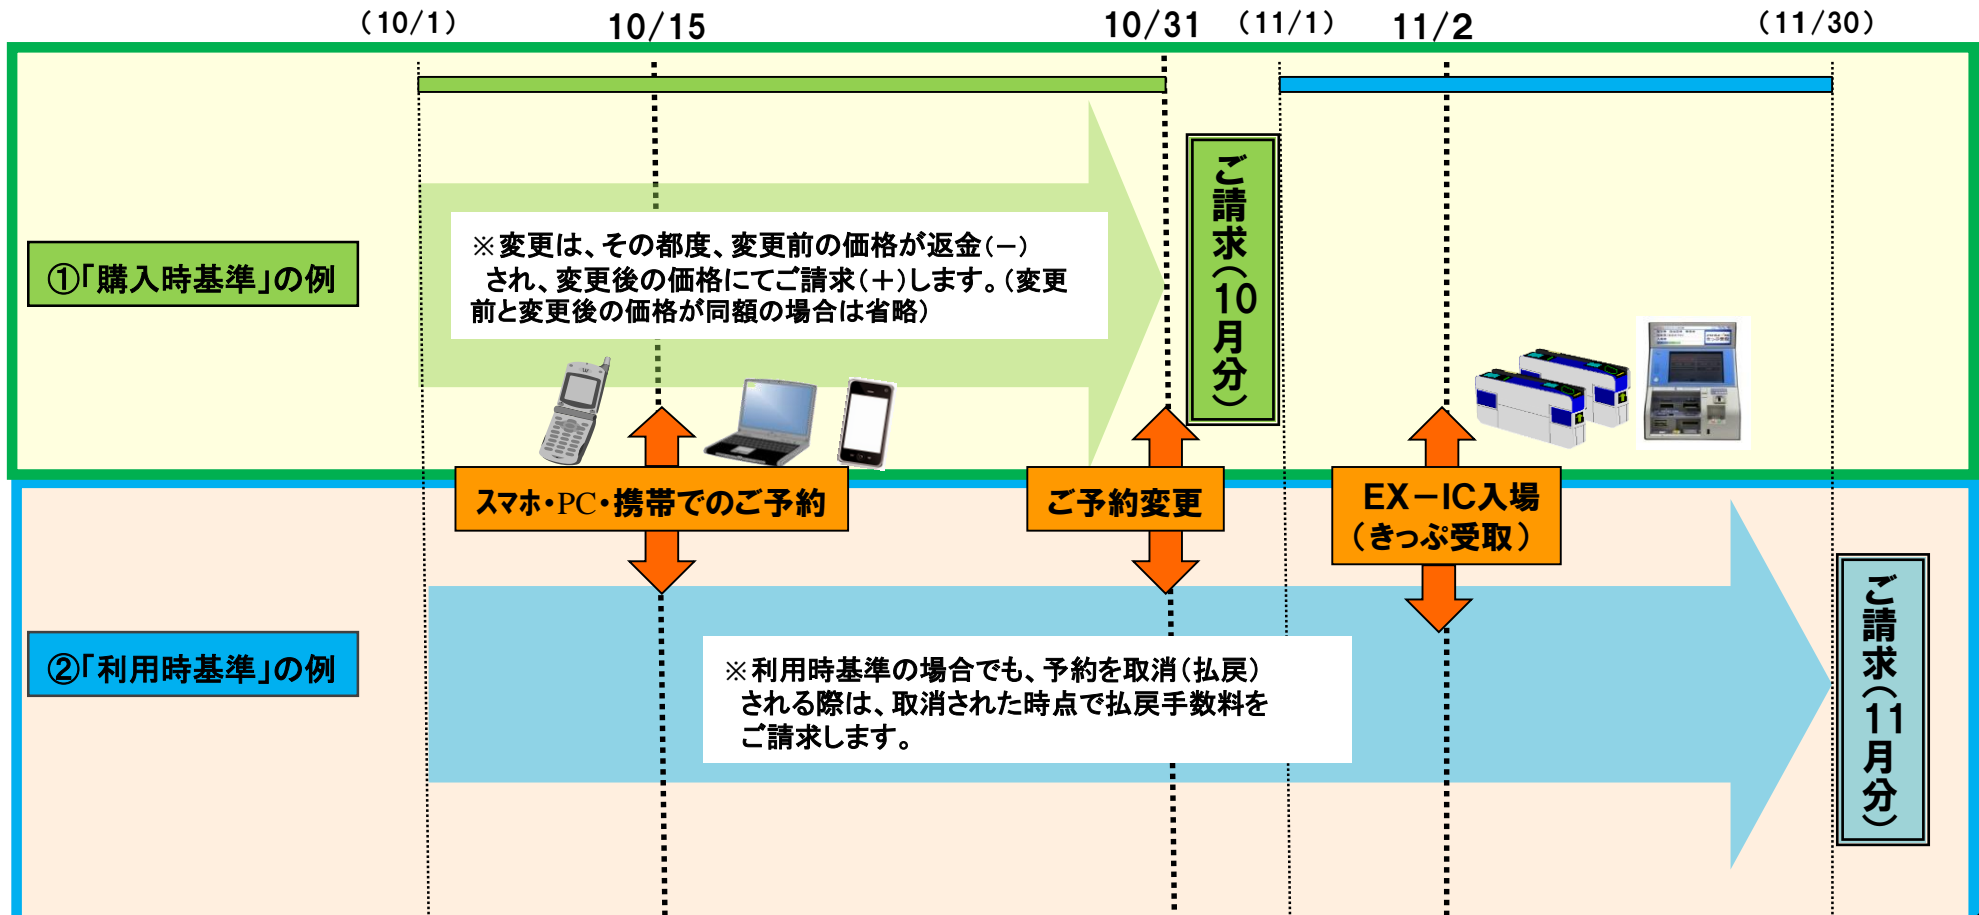 （10/1）
10/15
10/31
（11/1）
11/2
（11/30）
①「購入時基準」の例
※変更は、その都度、変更前の価格が返金（－）
され、変更後の価格にてご請求（＋）します。（変更
前と変更後の価格が同額の場合は省略）
ご請求（10月分）
スマホ・PC・携帯でのご予約
ご予約変更
EX－IC入場
（きっぷ受取）
②「利用時基準」の例
※利用時基準の場合でも、予約を取消（払戻）
される際は、取消された時点で払戻手数料を
ご請求します。
ご請求（11月分）